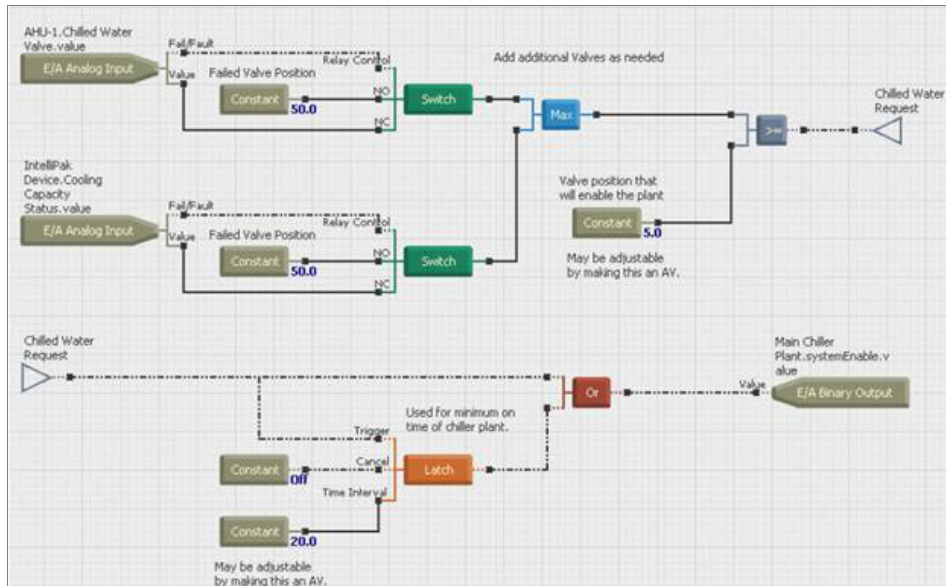 AHU-1.Chilled Water
Valve.value
E/A Analog Input
Fail/Fault
Value
Relay Control
Failed Valve Position
Constant
50.0
NO
NC
Switch
Add additional Valves as needed
Max
>=
Chilled Water
Request
IntelliPak
Device.Cooling
Capacity
Status.value
E/A Analog Input
Fail/Fault
Value
Relay Control
Failed Valve Position
Constant
50.0
NO
NC
Switch
Valve position that
will enable the plant
Constant
5.0
May be adjustable
by making this an AV.
Chilled Water
Request
Or
Main Chiller
Plant.systemEnable.v
alue
Value
E/A Binary Output
Used for minimum on
time of chiller plant.
Trigger
Cancel
Time Interval
Latch
Constant
Off
Constant
20.0
May be adjustable
by making this an AV.